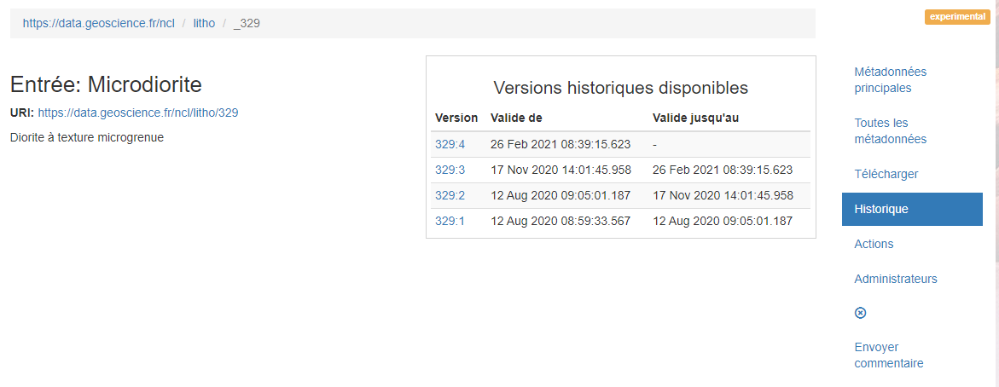 https://data.geoscience.fr/ncl / litho / _329
experimental
Entrée: Microdiorite
URI: https://data.geoscience.fr/ncl/litho/329
Diorite à texture microgrenue
Versions historiques disponibles
Version Valide de Valide jusqu'au
329:4 26 Feb 2021 08:39:15.623 -
329:3 17 Nov 2020 14:01:45.958 26 Feb 2021 08:39:15.623
329:2 12 Aug 2020 09:05:01.187 17 Nov 2020 14:01:45.958
329:1 12 Aug 2020 08:59:33.567 12 Aug 2020 09:05:01.187
Métadonnées
principales
Toutes les
métadonnées
Télécharger
Historique
Actions
Administrateurs
Envoyer
commentaire